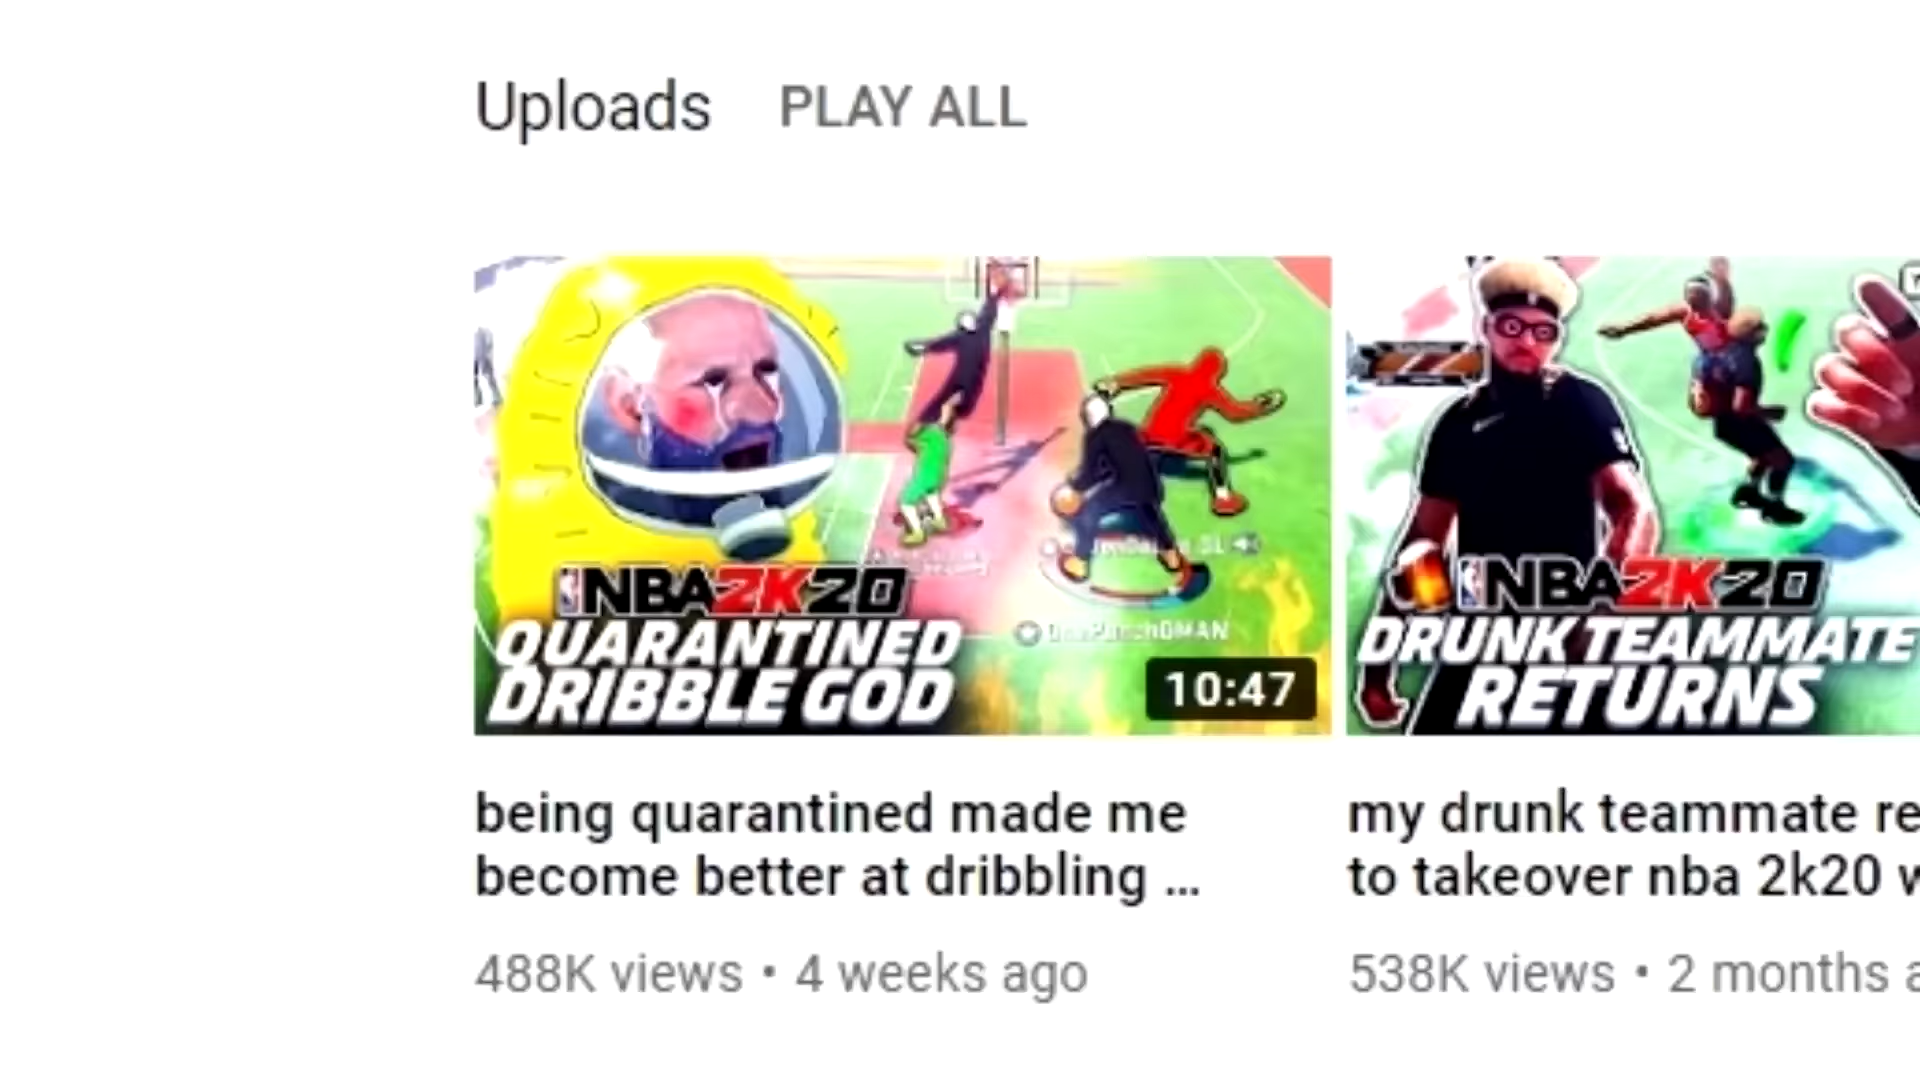 Uploads PLAY ALL
NBA2K20
QUARANTINED
DRIBBLE GOD
10:47
NBA2K20
DRUNK TEAMMATE
RETURNS
being quarantined made me
become better at dribbling ...
488K views • 4 weeks ago
my drunk teammate re
to takeover nba 2k20 w
538K views • 2 months a